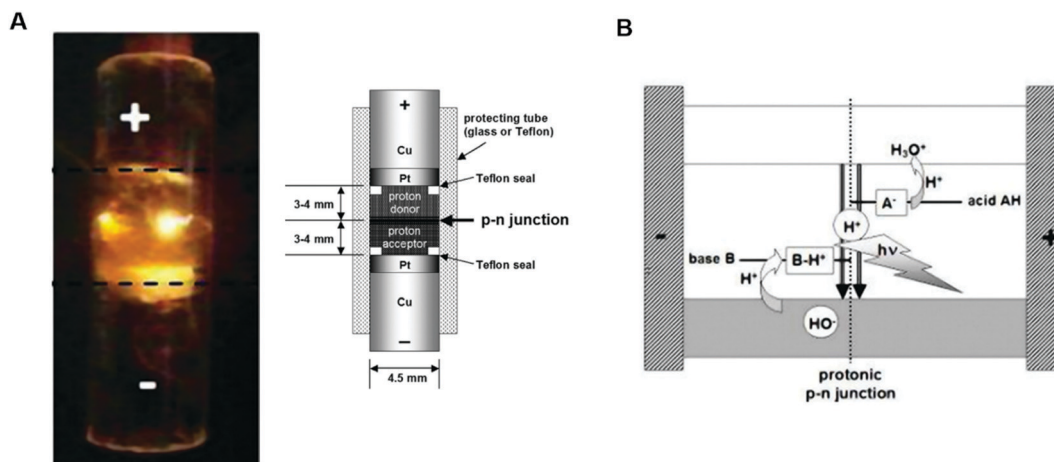 A
+
-
+
Cu
Pt
proton
donor
proton
acceptor
Pt
Cu
−
3-4 mm
3-4 mm
4.5 mm
protecting tube
(glass or Teflon)
Teflon seal
p-n junction
Teflon seal
B
-
+
H₃O⁺
H⁺
A⁻
acid AH
H⁺
hν
base B
B-H⁺
H⁺
HO⁻
protonic
p-n junction